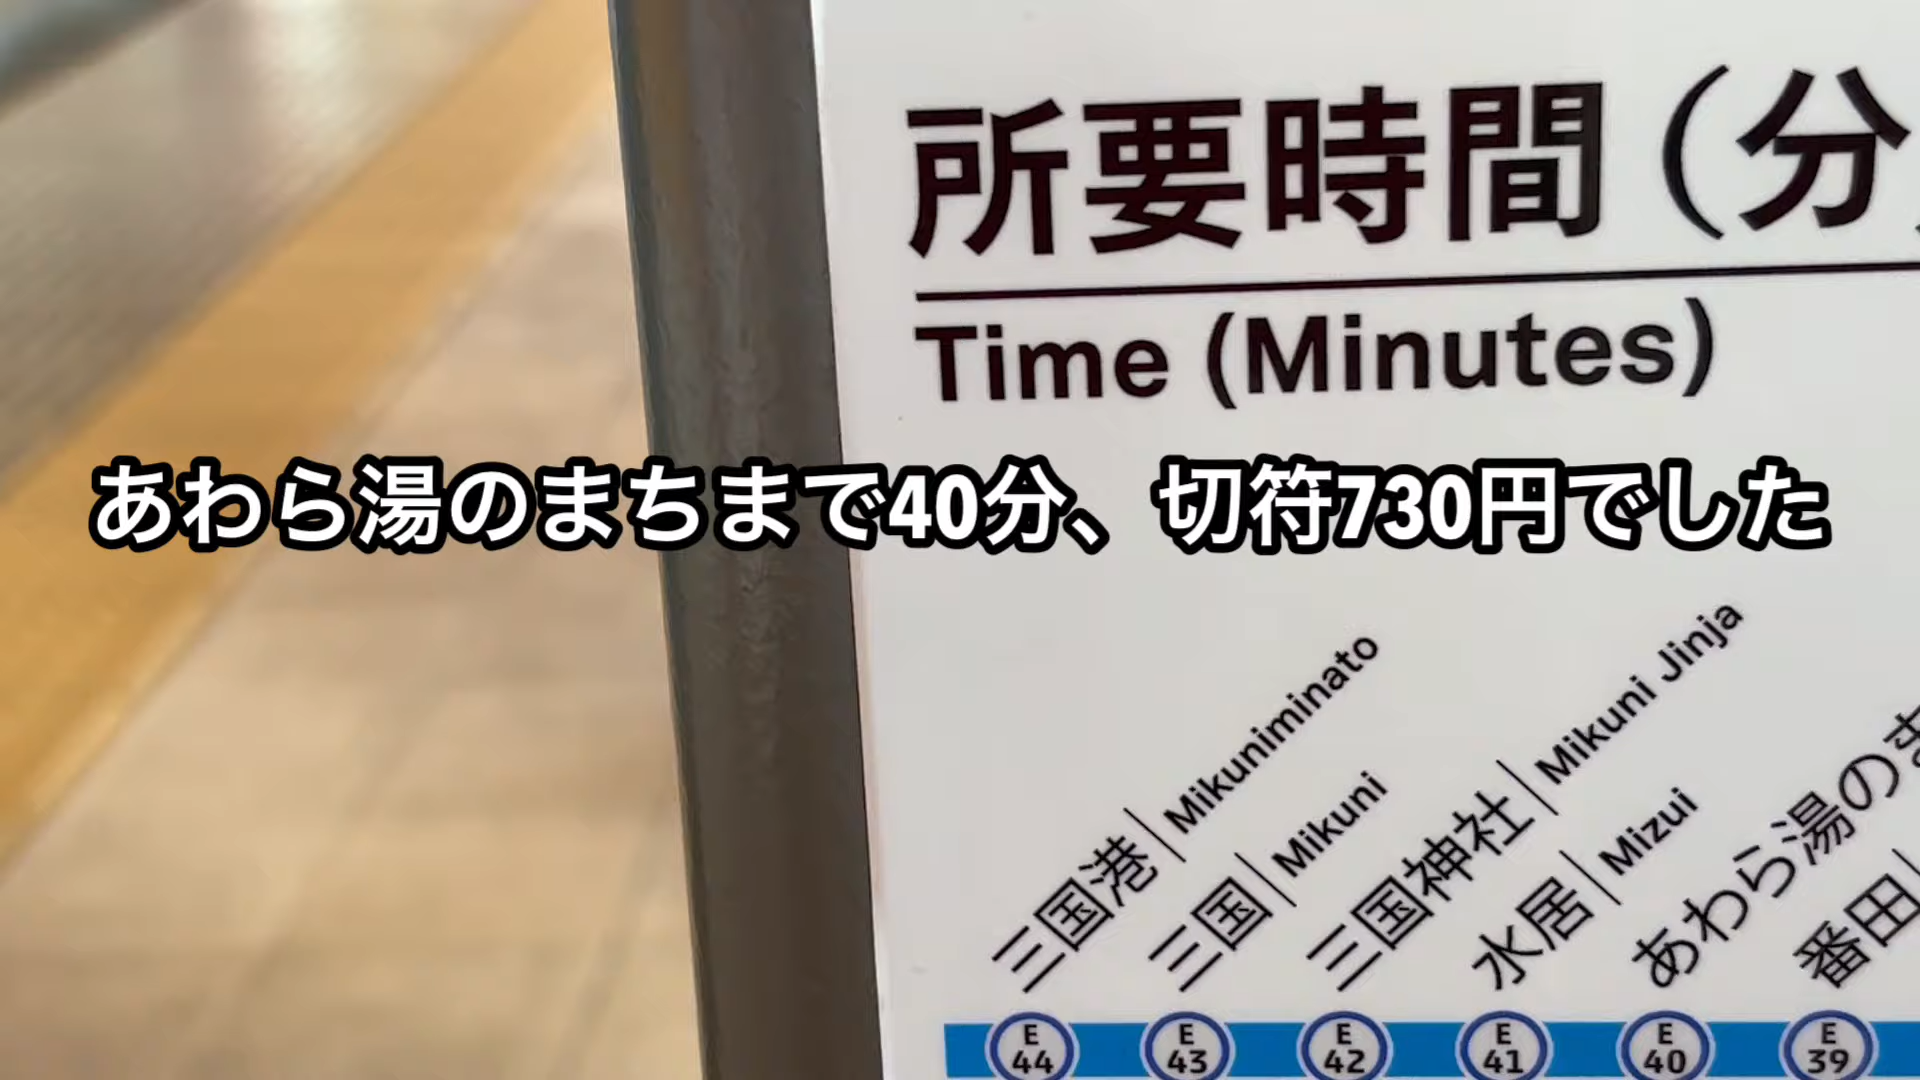 所要時間（分
Time (Minutes)
あわら湯のまちまで40分、切符730円でした
三国港 | Mikuniminato
三国 | Mikuni
三国神社 | Mikuni Jinja
水居 | Mizui
あわら湯のま
番田 |
E 44
E 43
E 42
E 41
E 40
E 39